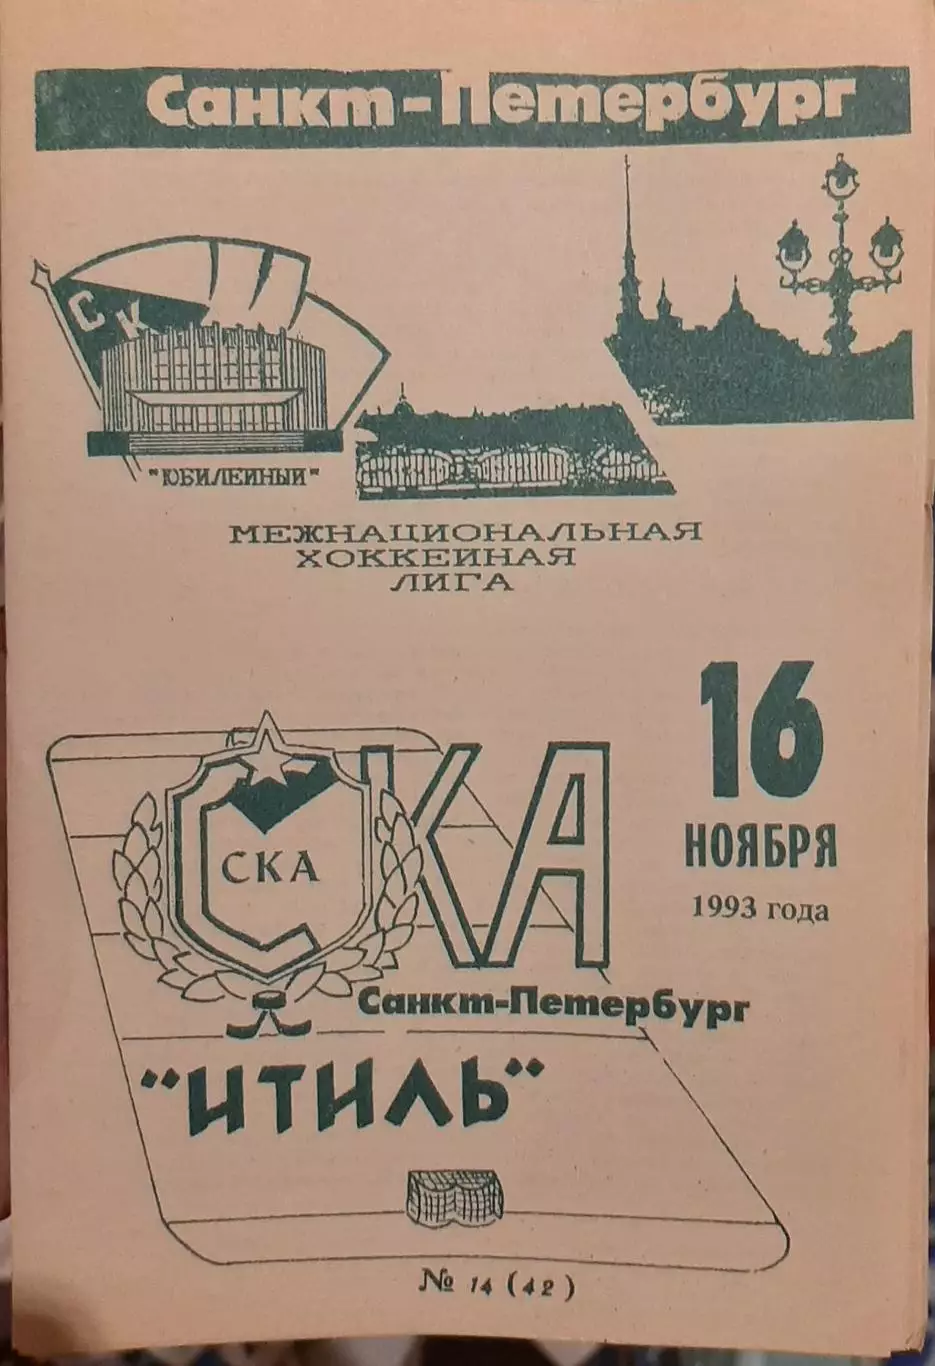 Санкт-Петербург
СК
"ЮБИЛЕЙНЫЙ"
МЕЖНАЦИОНАЛЬНАЯ
ХОККЕЙНАЯ
ЛИГА
16
НОЯБРЯ
1993 года
СКА
СКА
Санкт-Петербург
"ИТИЛЬ"
№ 14 (42)